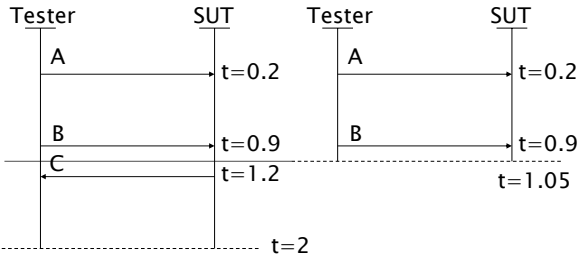 Tester SUT Tester SUT
A A
t=0.2 t=0.2
B B
t=0.9 t=0.9
C
t=1.2 t=1.05
t=2